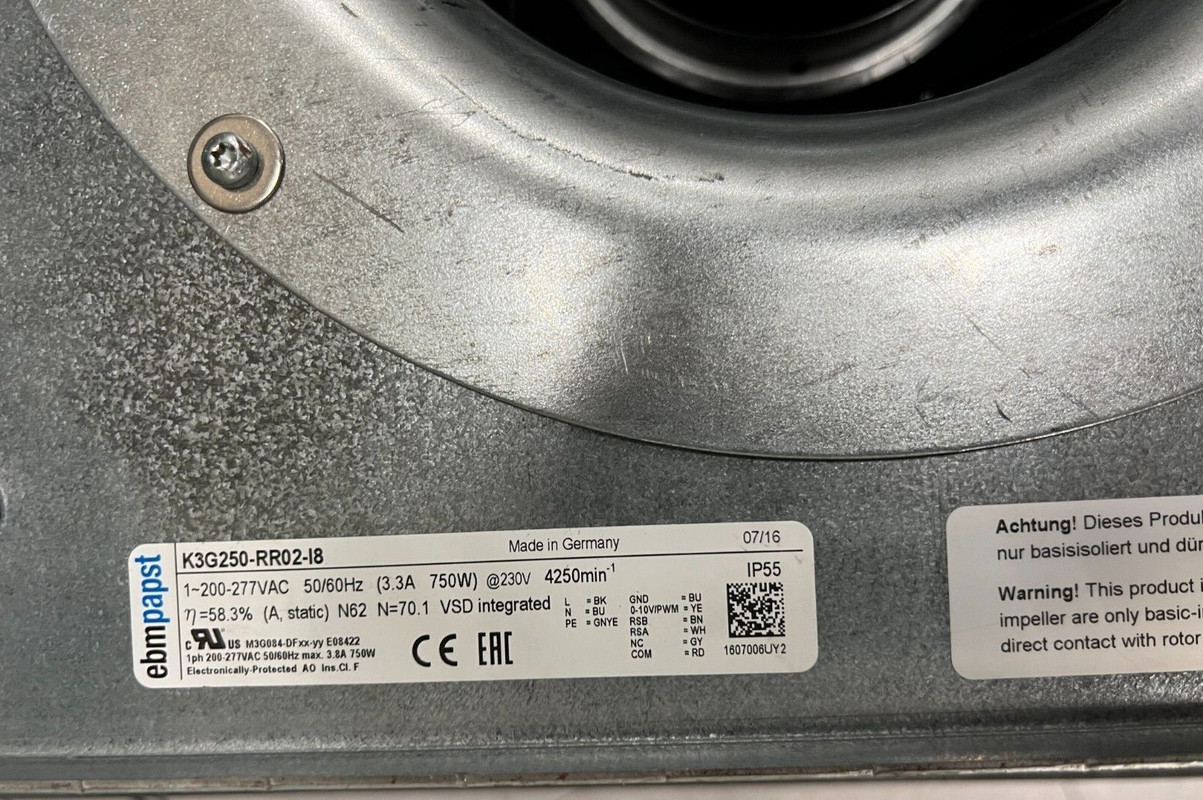 ebmpapst
K3G250-RR02-I8
Made in Germany
07/16
1~200-277VAC 50/60Hz (3.3A 750W) @230V 4250min-1
IP55
η=58.3% (A, static) N62 N=70.1 VSD integrated
L = BK
N = BU
PE = GNYE
GND = BU
0-10V/PWM = YE
RSB = BN
RSA = WH
NC = GY
COM = RD
c RU US M3G084-DFxx-yy E08422
1ph 200-277VAC 50/60Hz max. 3.8A 750W
Electronically-Protected AO Ins.Cl. F
CE EAC
1607006UY2
Achtung! Dieses Produ
nur basisisoliert und dür
Warning! This product i
impeller are only basic-i
direct contact with rotor